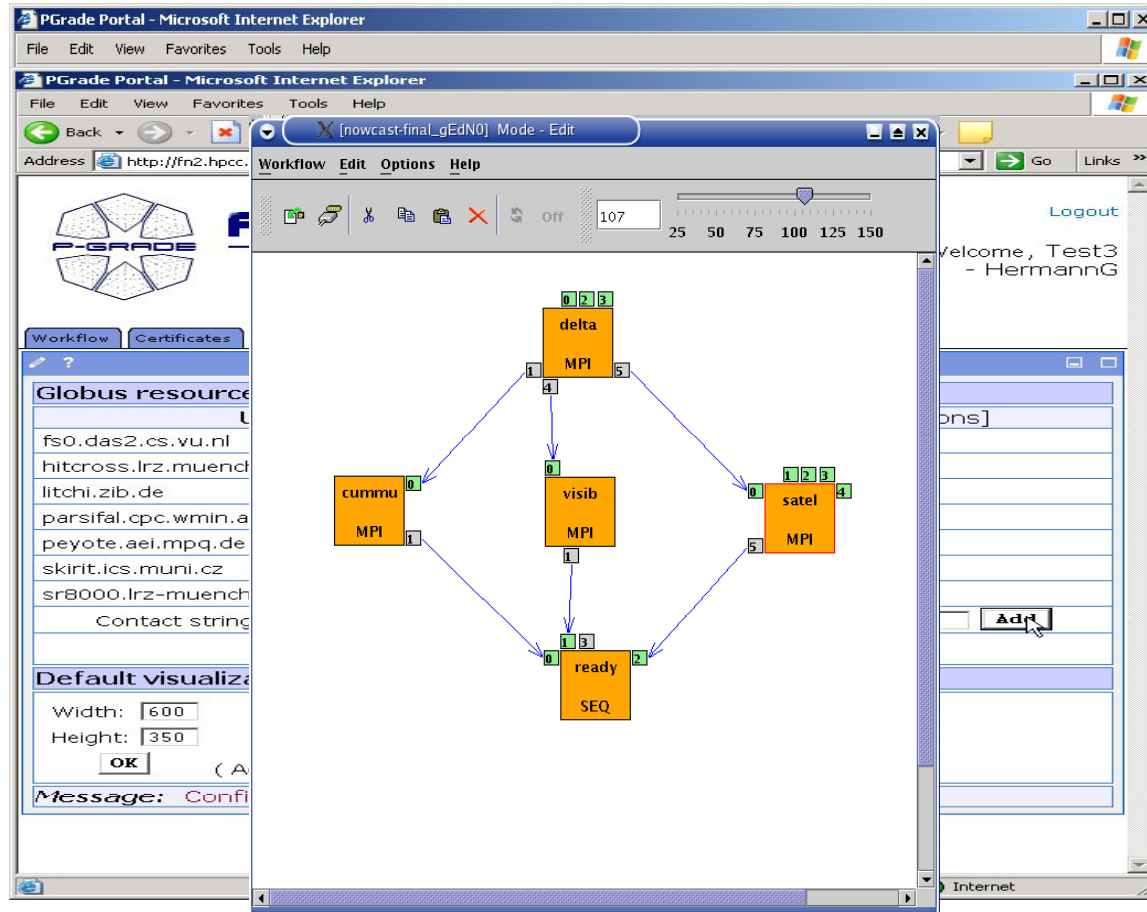 PGrade Portal - Microsoft Internet Explorer
File Edit View Favorites Tools Help
PGrade Portal - Microsoft Internet Explorer
File Edit View Favorites Tools Help
Back
[nowcast-final_gEdN0] Mode - Edit
Address http://fn2.hpcc.
Go Links »
Workflow Edit Options Help
Off 107
25 50 75 100 125 150
P-GRADE
Logout
elcome, Test3
- HermannG
Workflow Certificates
?
Globus resource
ons]
fs0.das2.cs.vu.nl
hitcross.lrz.muench
litchi.zib.de
parsifal.cpc.wmin.a
peyote.aei.mpq.de
skirit.ics.muni.cz
sr8000.lrz-muench
Contact string
Add
Default visualiza
Width: 600
Height: 350
OK ( A
Message: Confi
0 2 3
delta
MPI
1 4 5
0
cummu
MPI
1
0
visib
MPI
1
1 2 3
0 4
satel
MPI
5
1 3
0 2
ready
SEQ
Internet